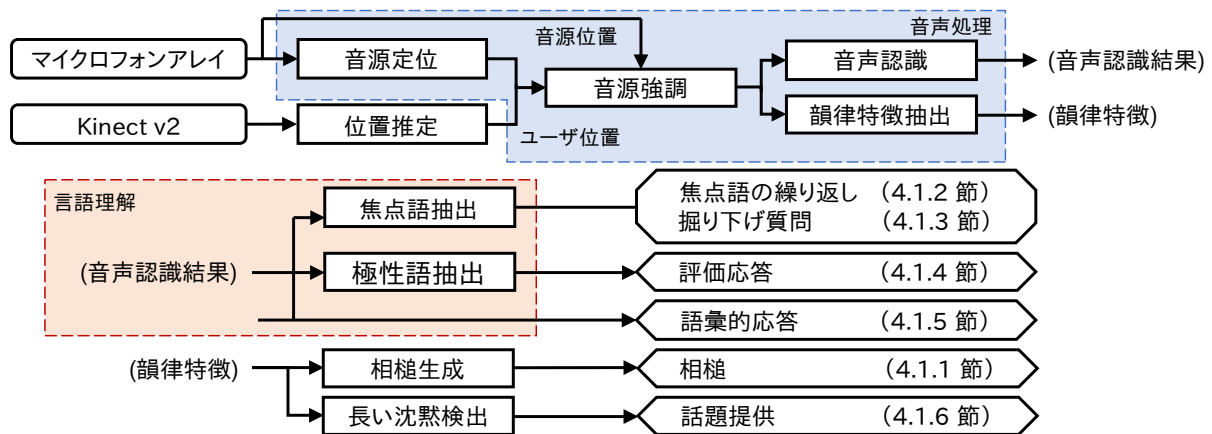 音声処理
音源位置
マイクロフォンアレイ
音源定位
音声認識
(音声認識結果)
音源強調
Kinect v2
位置推定
ユーザ位置
韻律特徴抽出
(韻律特徴)
言語理解
焦点語抽出
焦点語の繰り返し (4.1.2 節)
掘り下げ質問 (4.1.3 節)
(音声認識結果)
極性語抽出
評価応答 (4.1.4 節)
語彙的応答 (4.1.5 節)
(韻律特徴)
相槌生成
相槌 (4.1.1 節)
長い沈黙検出
話題提供 (4.1.6 節)